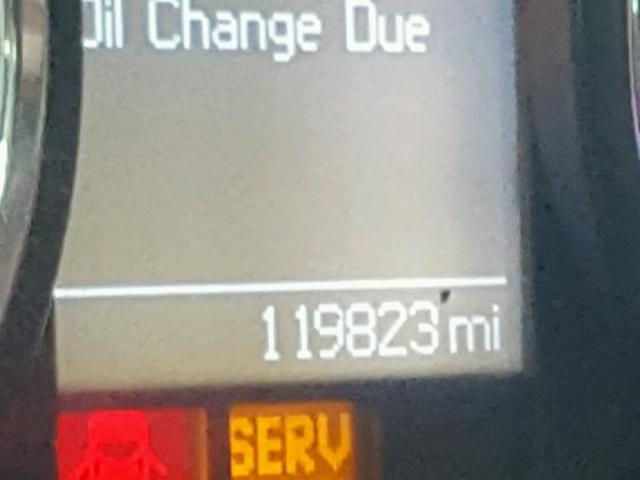 Oil Change Due
119823 mi
SERV